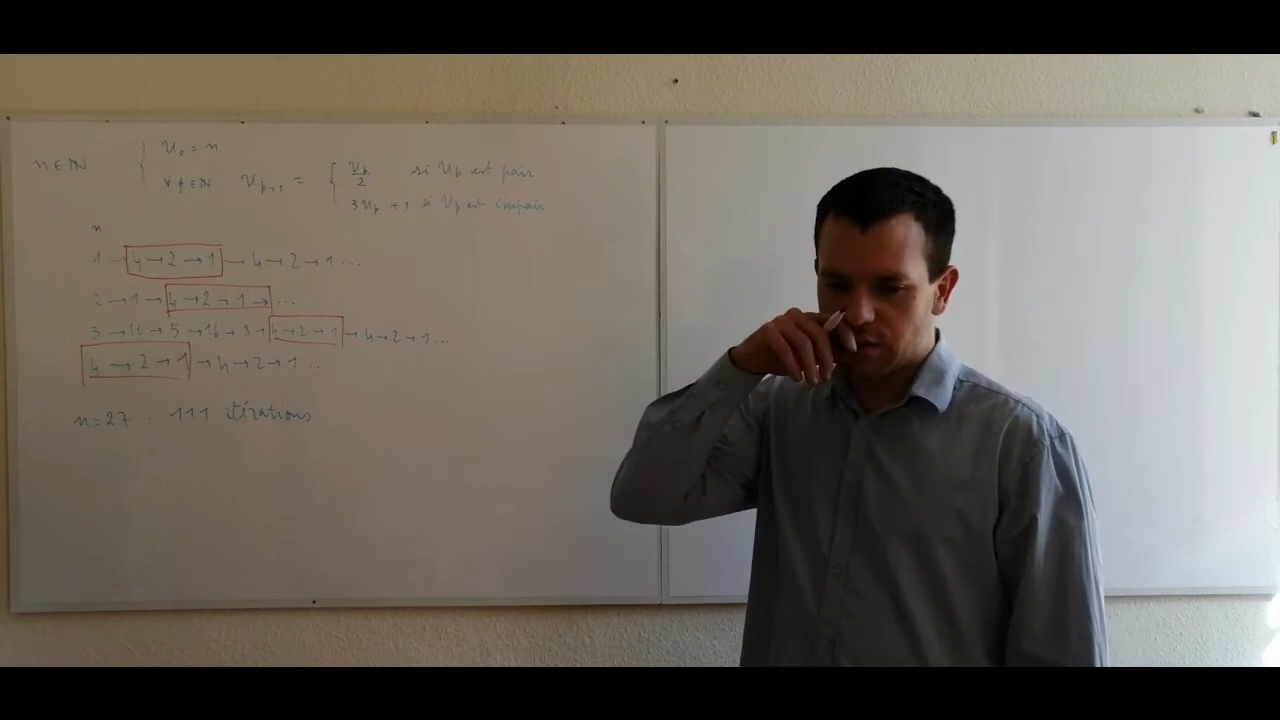 n ∈ ℕ { U₀ = n
∀ p ∈ ℕ U_{p+1} = { U_p/2 si U_p est pair
3U_p + 1 si U_p est impair
n
1 → 4 → 2 → 1 → 4 → 2 → 1 ...
2 → 1 → 4 → 2 → 1 → ...
3 → 10 → 5 → 16 → 8 → 4 → 2 → 1 → 4 → 2 → 1 ...
4 → 2 → 1 → 4 → 2 → 1 ...
n = 27 : 111 itérations